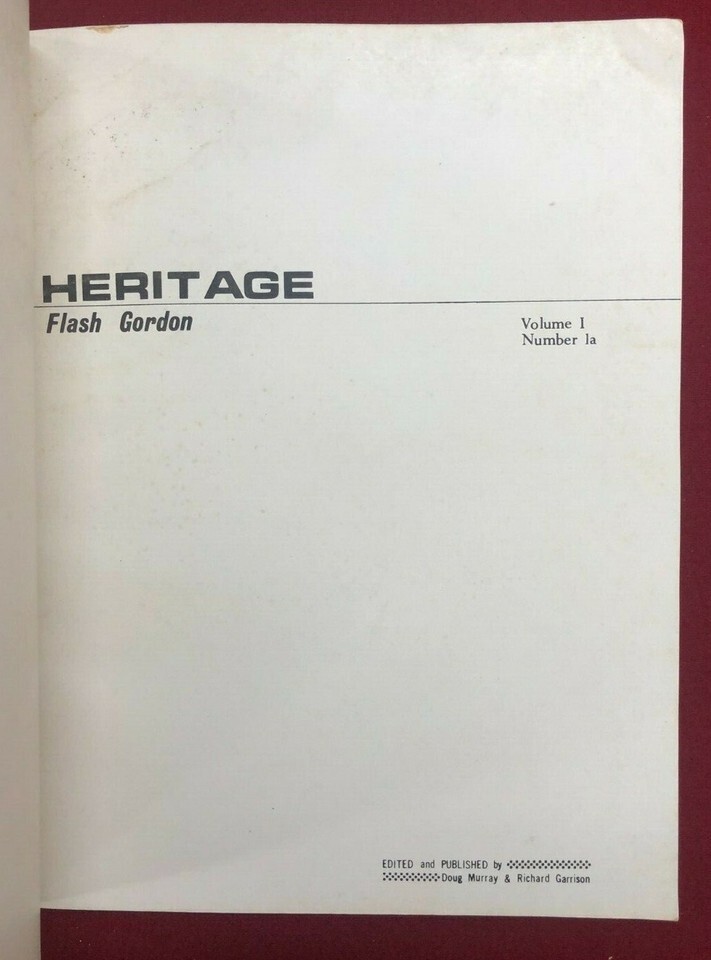 HERITAGE
Flash Gordon
Volume I
Number 1a
EDITED and PUBLISHED by
Doug Murray & Richard Garrison